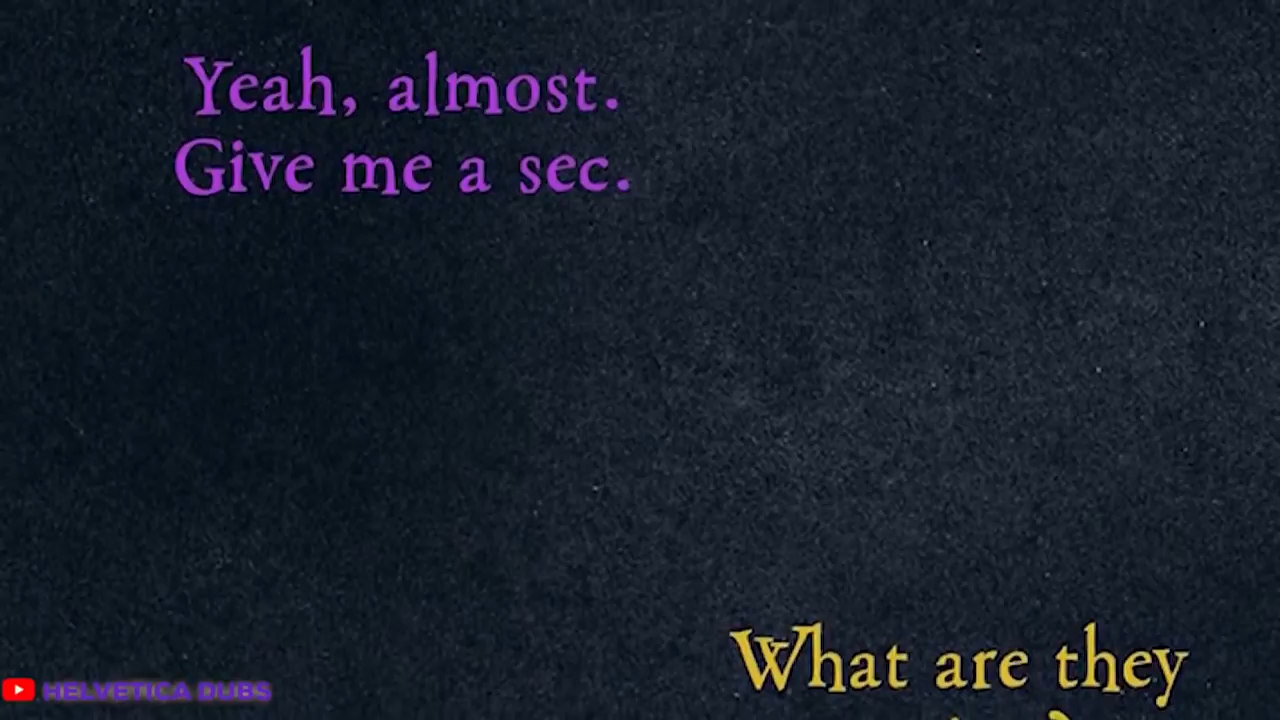 Yeah, almost.
Give me a sec.
What are they
HELVETICA DUBS